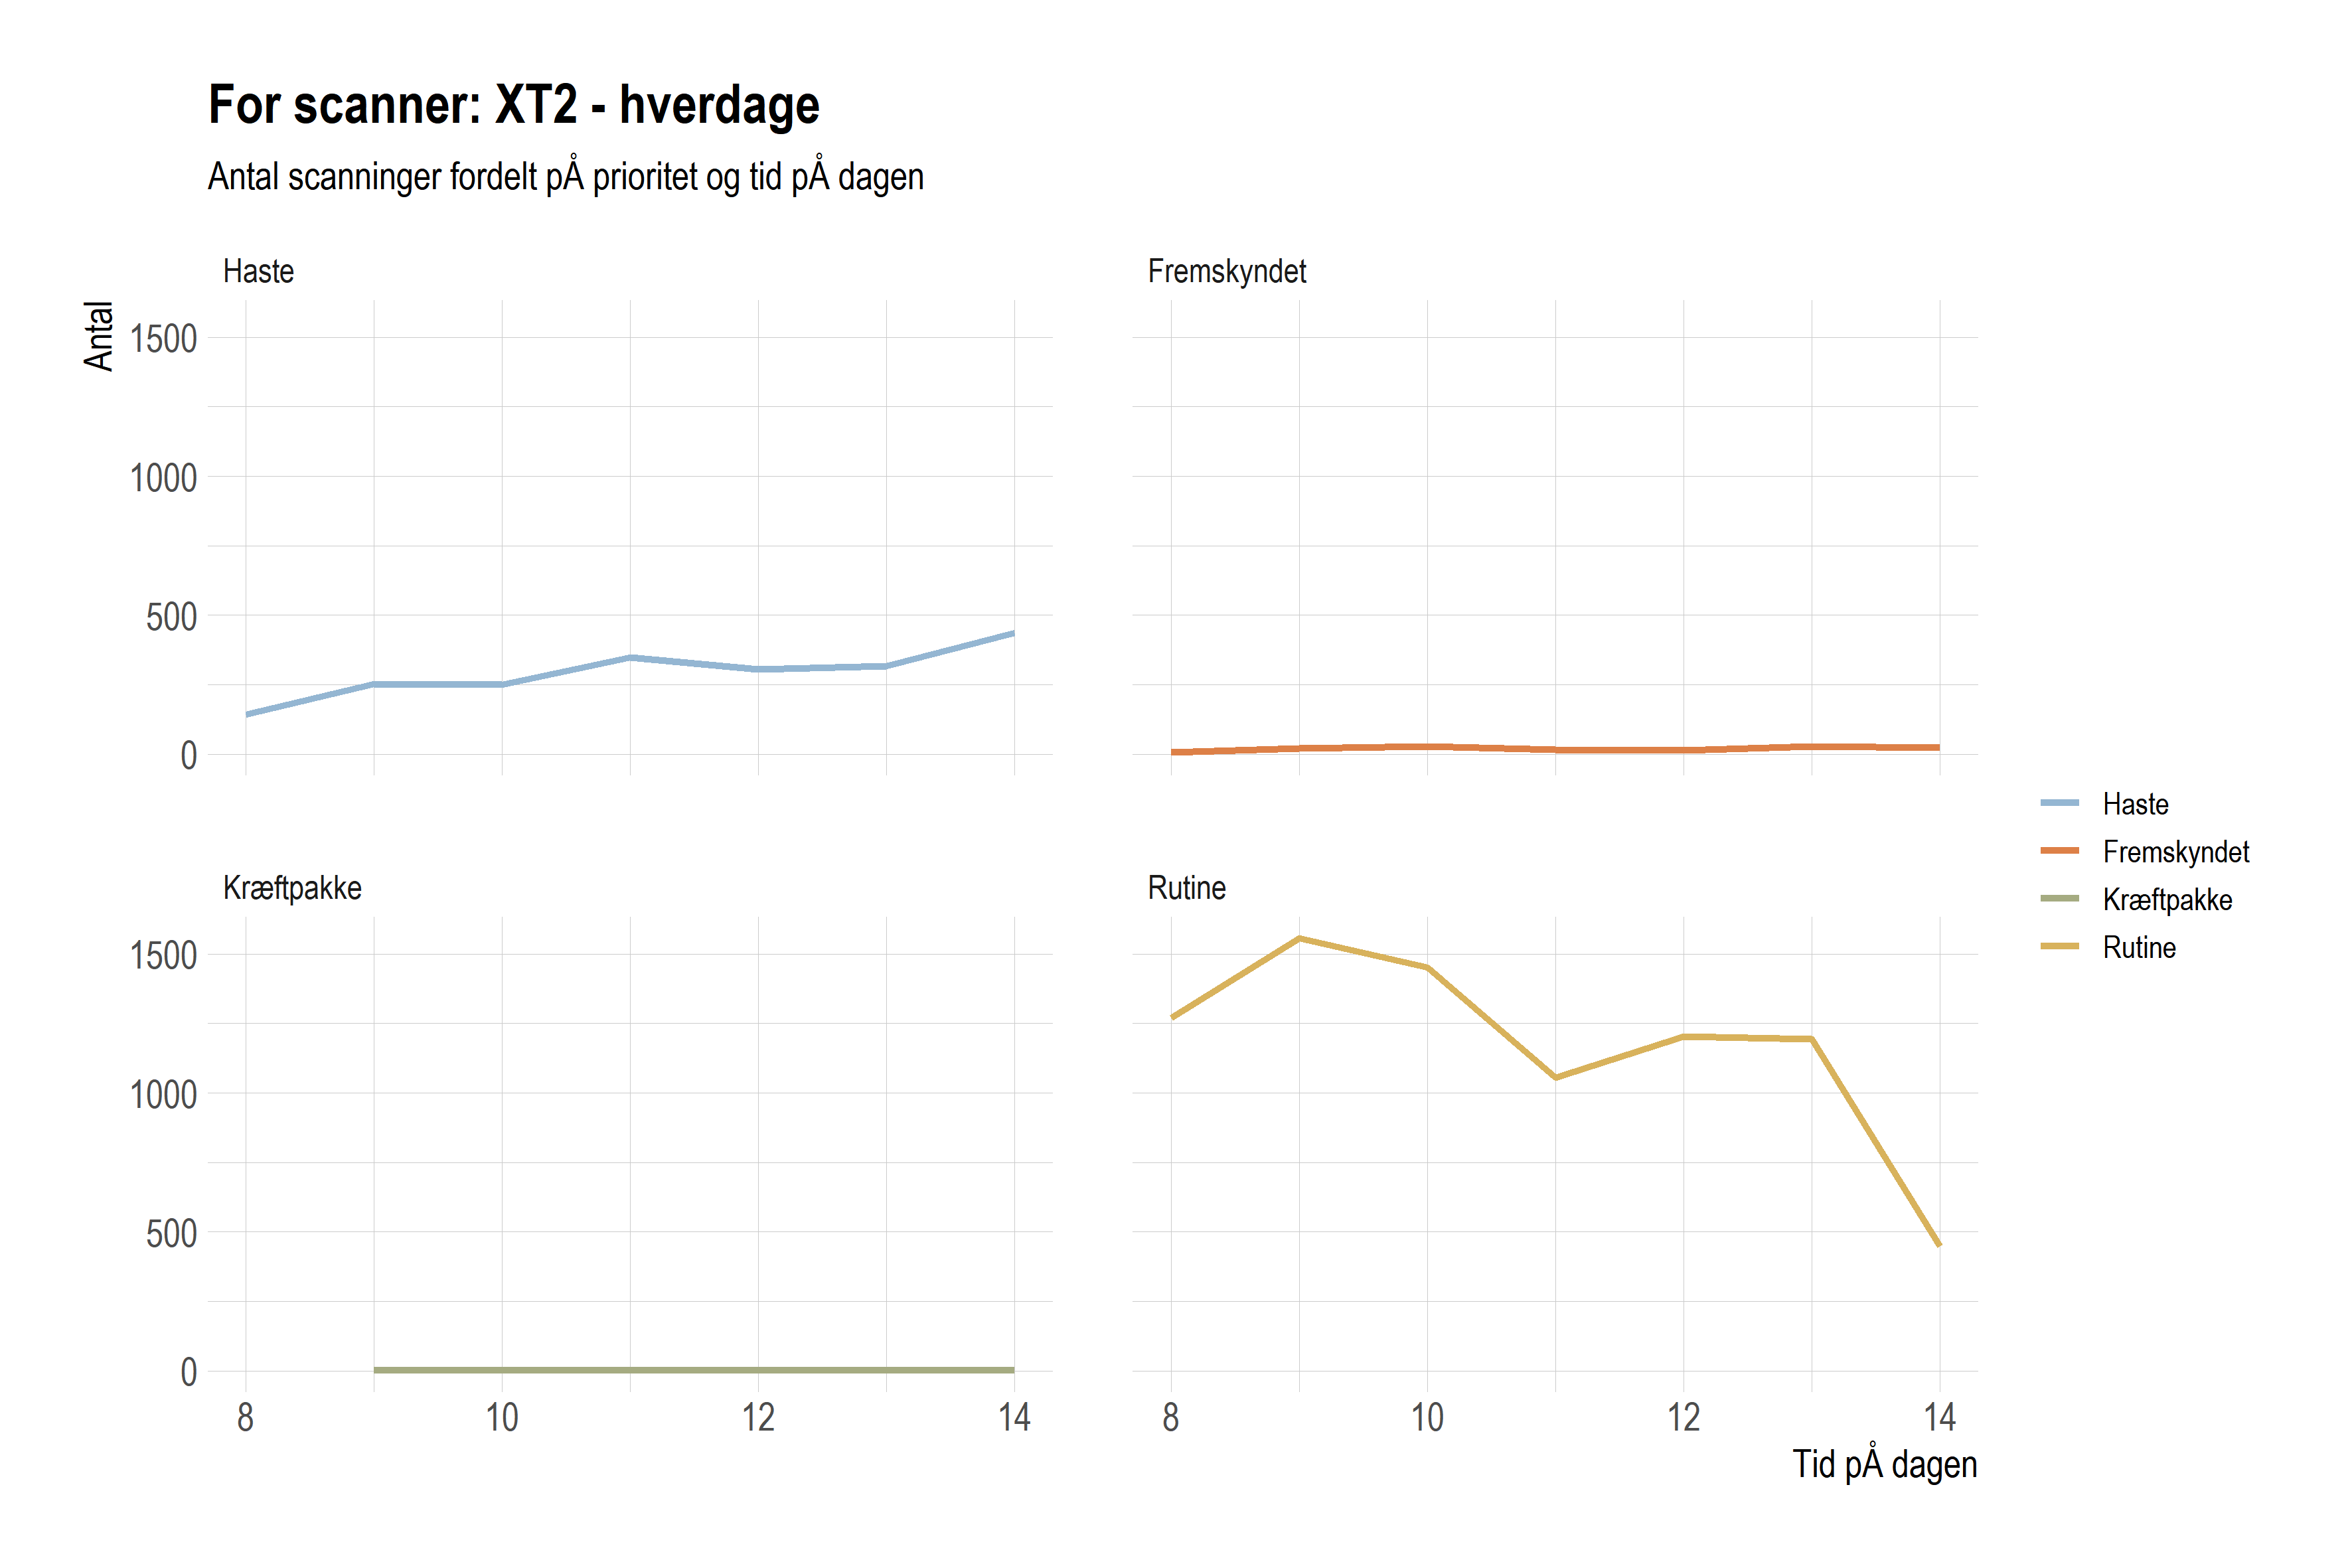 For scanner: XT2 - hverdage
Antal scanninger fordelt pÅ prioritet og tid pÅ dagen
Haste
Fremskyndet
Antal
1500
1000
500
0
Kræftpakke
Rutine
1500
1000
500
0
8 10 12 14
8 10 12 14
Tid pÅ dagen
Haste
Fremskyndet
Kræftpakke
Rutine